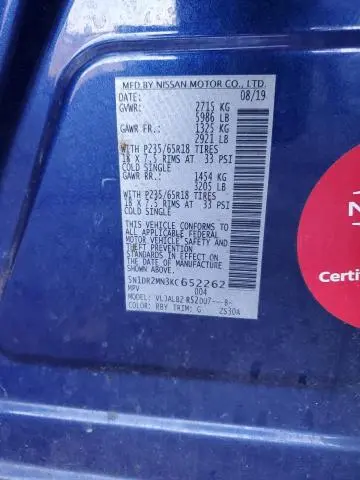 MFD BY NISSAN MOTOR CO., LTD.
DATE: 08/19
GVWR: 2715 KG
5986 LB
GAWR FR.: 1325 KG
2921 LB
WITH P235/65R18 TIRES
18 X 7.5 RIMS AT 33 PSI
COLD SINGLE
GAWR RR.: 1454 KG
3205 LB
WITH P235/65R18 TIRES
18 X 7.5 RIMS AT 33 PSI
COLD SINGLE
THIS VEHICLE CONFORMS TO
ALL APPLICABLE FEDERAL
MOTOR VEHICLE SAFETY AND
THEFT PREVENTION
STANDARDS IN EFFECT ON
THE DATE OF MANUFACTURE
SHOWN ABOVE.
5N1DR2MN3KC652262
MPV 004
MODEL: VLJALB2 R52DU7---B-
COLOR: RBY TRIM: G ZS30A
N
Certi